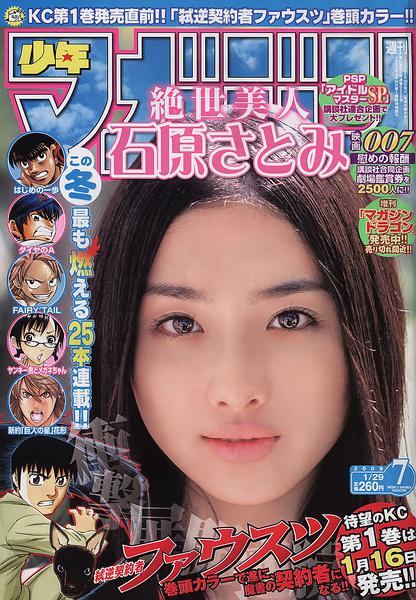 KC第1巻発売直前!!「弑逆契約者ファウスツ」巻頭カラー!!
少年
マガジン
週刊
PSP
「アイドル
マスターSP」
講談社連合企画で
大プレゼント!!
絶世美人
石原さとみ
映画
007
慰めの報酬
講談社合同企画
劇場鑑賞券を
2500人に!!
増刊
「マガジン
ドラゴン」
発売中!!
売り切れ間近!!
この冬
最も燃える25本連載!!
はじめの一歩
ダイヤのA
FAIRY TAIL
ヤンキー君とメガネちゃん
新約「巨人の星」花形
2009
1/29
260円
7
弑逆契約者
ファウスツ
巻頭カラーで遂に
魔書の契約者になる!!
待望のKC
第1巻は
1月16日
発売!!